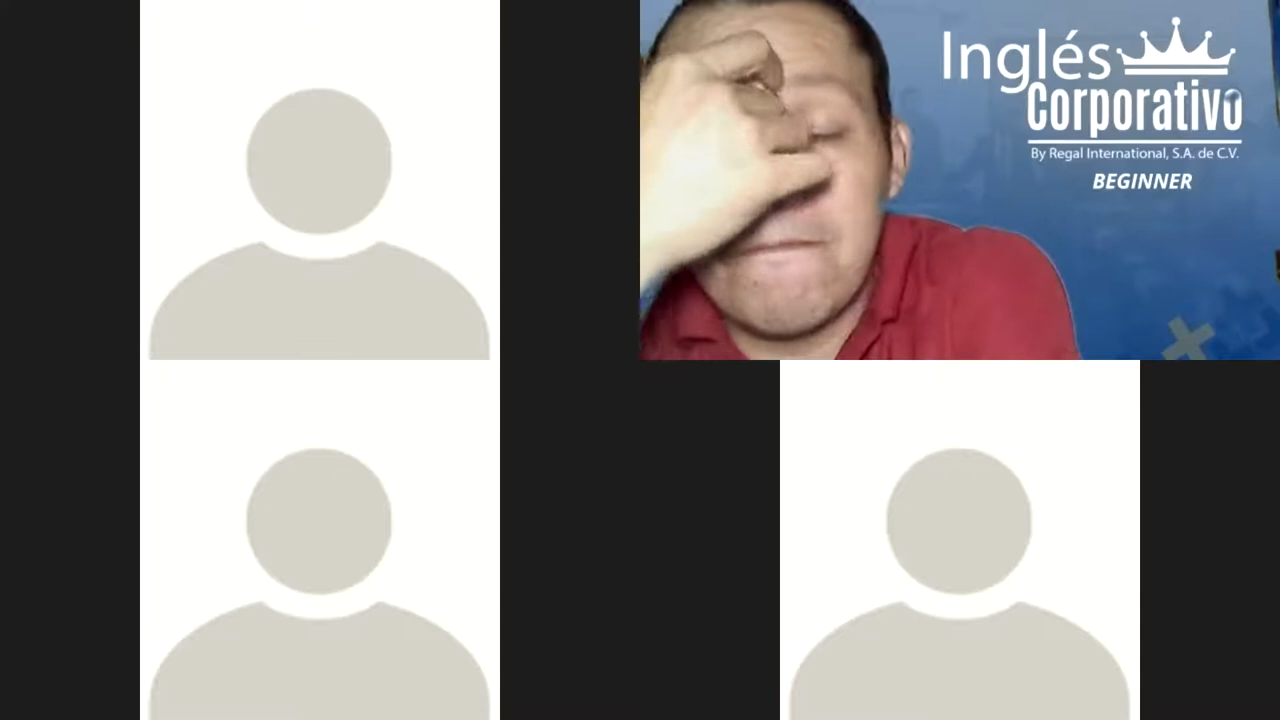 Inglés
Corporativo
By Regal International, S.A. de C.V.
BEGINNER